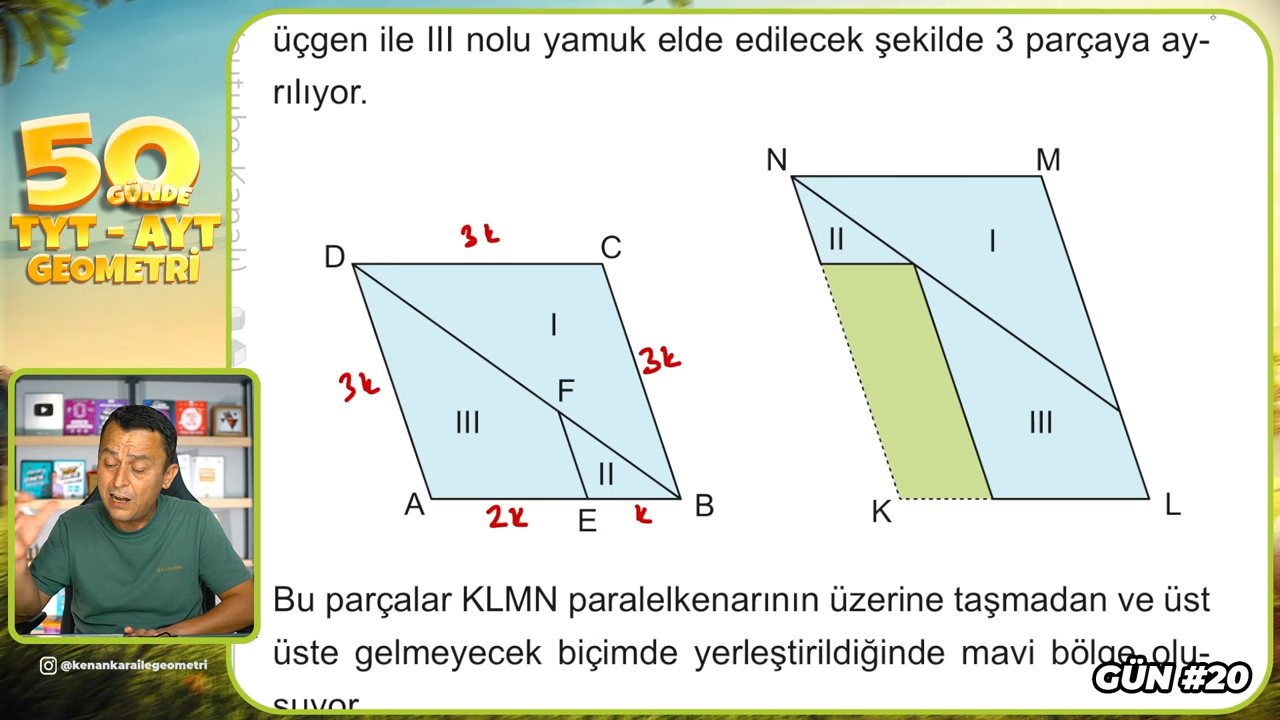 üçgen ile III nolu yamuk elde edilecek şekilde 3 parçaya ay-
rılıyor.
50
GÜNDE
TYT - AYT
GEOMETRİ
N
M
II
I
III
K
L
D
3k
C
I
3k
3k
F
III
II
A
2k
E
k
B
Bu parçalar KLMN paralelkenarının üzerine taşmadan ve üst
üste gelmeyecek biçimde yerleştirildiğinde mavi bölge olu-
şuyor
@kenankarailegeometri
GÜN #20